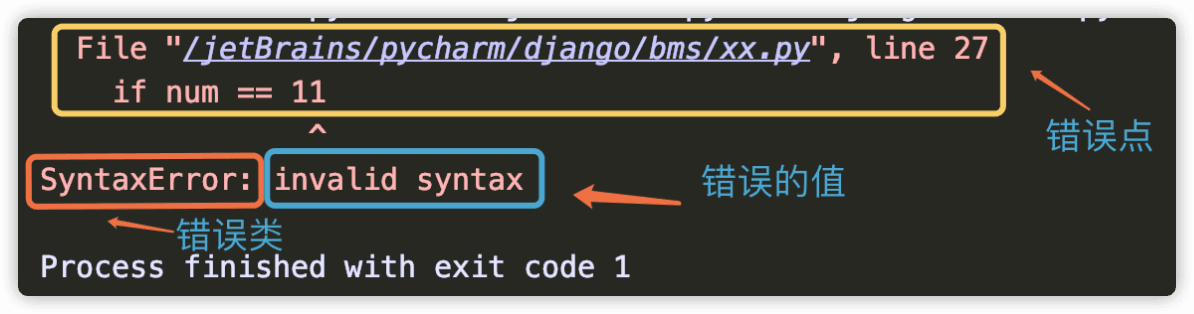 File "/jetBrains/pycharm/django/bms/xx.py", line 27
if num == 11
^
错误点
SyntaxError: invalid syntax
错误的值
错误类
Process finished with exit code 1